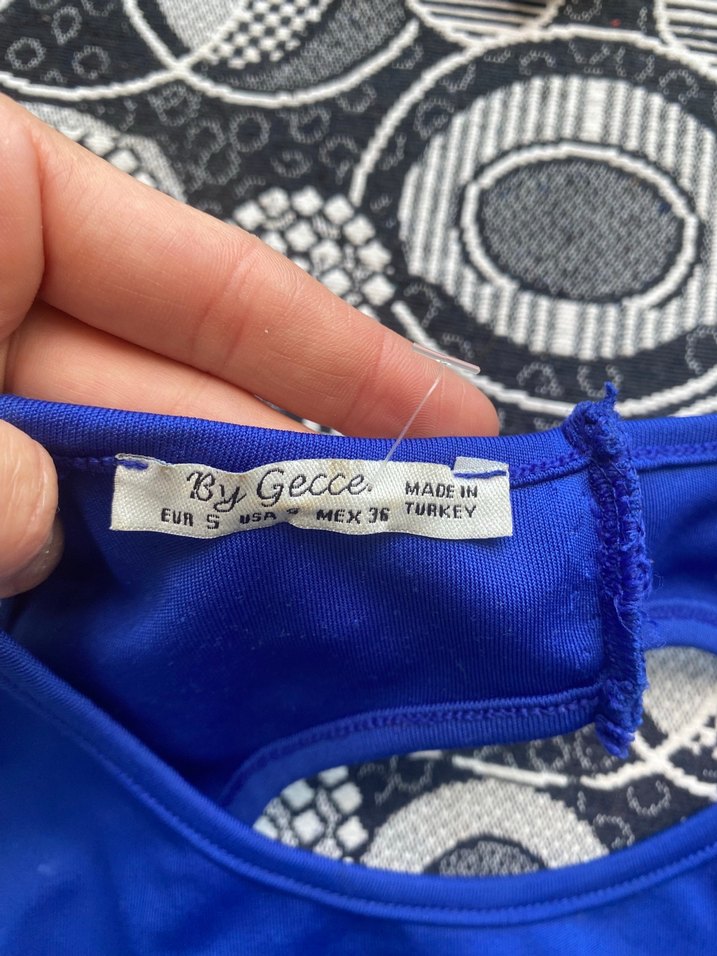 By Gecce.
MADE IN
TURKEY
EUR S USA MEX 36